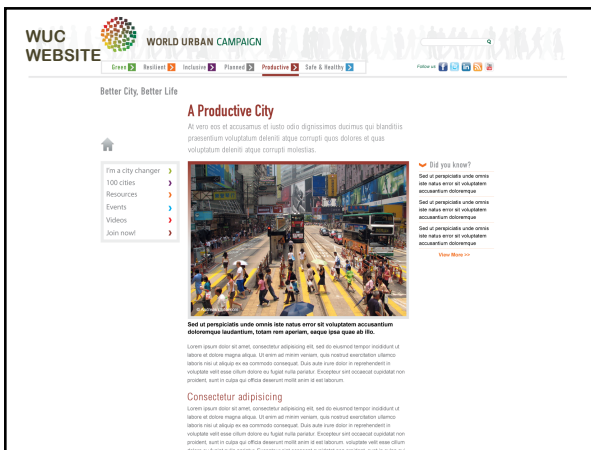 WUC
WEBSITE
WORLD URBAN CAMPAIGN
Green Resilient Inclusive Planned Productive Safe & Healthy
Follow us
Better City, Better Life
A Productive City
At vero eos et accusamus et iusto odio dignissimos ducimus qui blanditiis
praesentium voluptatum deleniti atque corrupti quos dolores et quas
voluptatum deleniti atque corrupti molestias.
I'm a city changer
100 cities
Resources
Events
Videos
Join now!
Did you know?
Sed ut perspiciatis unde omnis
iste natus error sit voluptatem
accusantium doloremque
Sed ut perspiciatis unde omnis
iste natus error sit voluptatem
accusantium doloremque
Sed ut perspiciatis unde omnis
iste natus error sit voluptatem
accusantium doloremque
View More >>
Sed ut perspiciatis unde omnis iste natus error sit voluptatem accusantium
doloremque laudantium, totam rem aperiam, eaque ipsa quae ab illo.
Lorem ipsum dolor sit amet, consectetur adipisicing elit, sed do eiusmod tempor incididunt ut
labore et dolore magna aliqua. Ut enim ad minim veniam, quis nostrud exercitation ullamco
laboris nisi ut aliquip ex ea commodo consequat. Duis aute irure dolor in reprehenderit in
voluptate velit esse cillum dolore eu fugiat nulla pariatur. Excepteur sint occaecat cupidatat non
proident, sunt in culpa qui officia deserunt mollit anim id est laborum.
Consectetur adipisicing
Lorem ipsum dolor sit amet, consectetur adipisicing elit, sed do eiusmod tempor incididunt ut
labore et dolore magna aliqua. Ut enim ad minim veniam, quis nostrud exercitation ullamco
laboris nisi ut aliquip ex ea commodo consequat. Duis aute irure dolor in reprehenderit in
voluptate velit esse cillum dolore eu fugiat nulla pariatur. Excepteur sint occaecat cupidatat non
proident, sunt in culpa qui officia deserunt mollit anim id est laborum. voluptate velit esse cillum